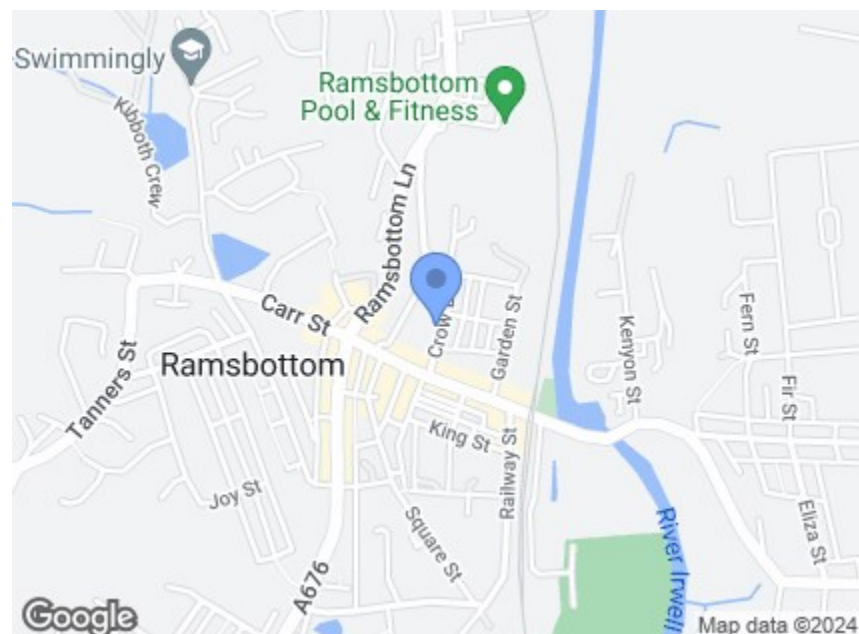 Swimmingly
Kibboth Crew
Ramsbottom
Pool & Fitness
Ramsbottom Ln
Carr St
Crow
Garden St
Kenyon St
Fern St
Fir St
Tanners St
Ramsbottom
King St
Railway St
Joy St
Square St
A676
River Irwell
Eliza St
Google
Map data ©2024